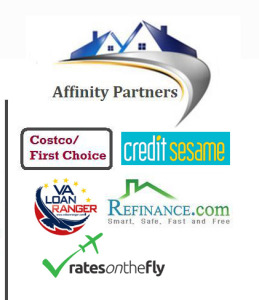 Affinity Partners
Costco/
First Choice
credit sesame
VA
LOAN
RANGER
REFINANCE.com
Smart, Safe, Fast and Free
ratesonthefly